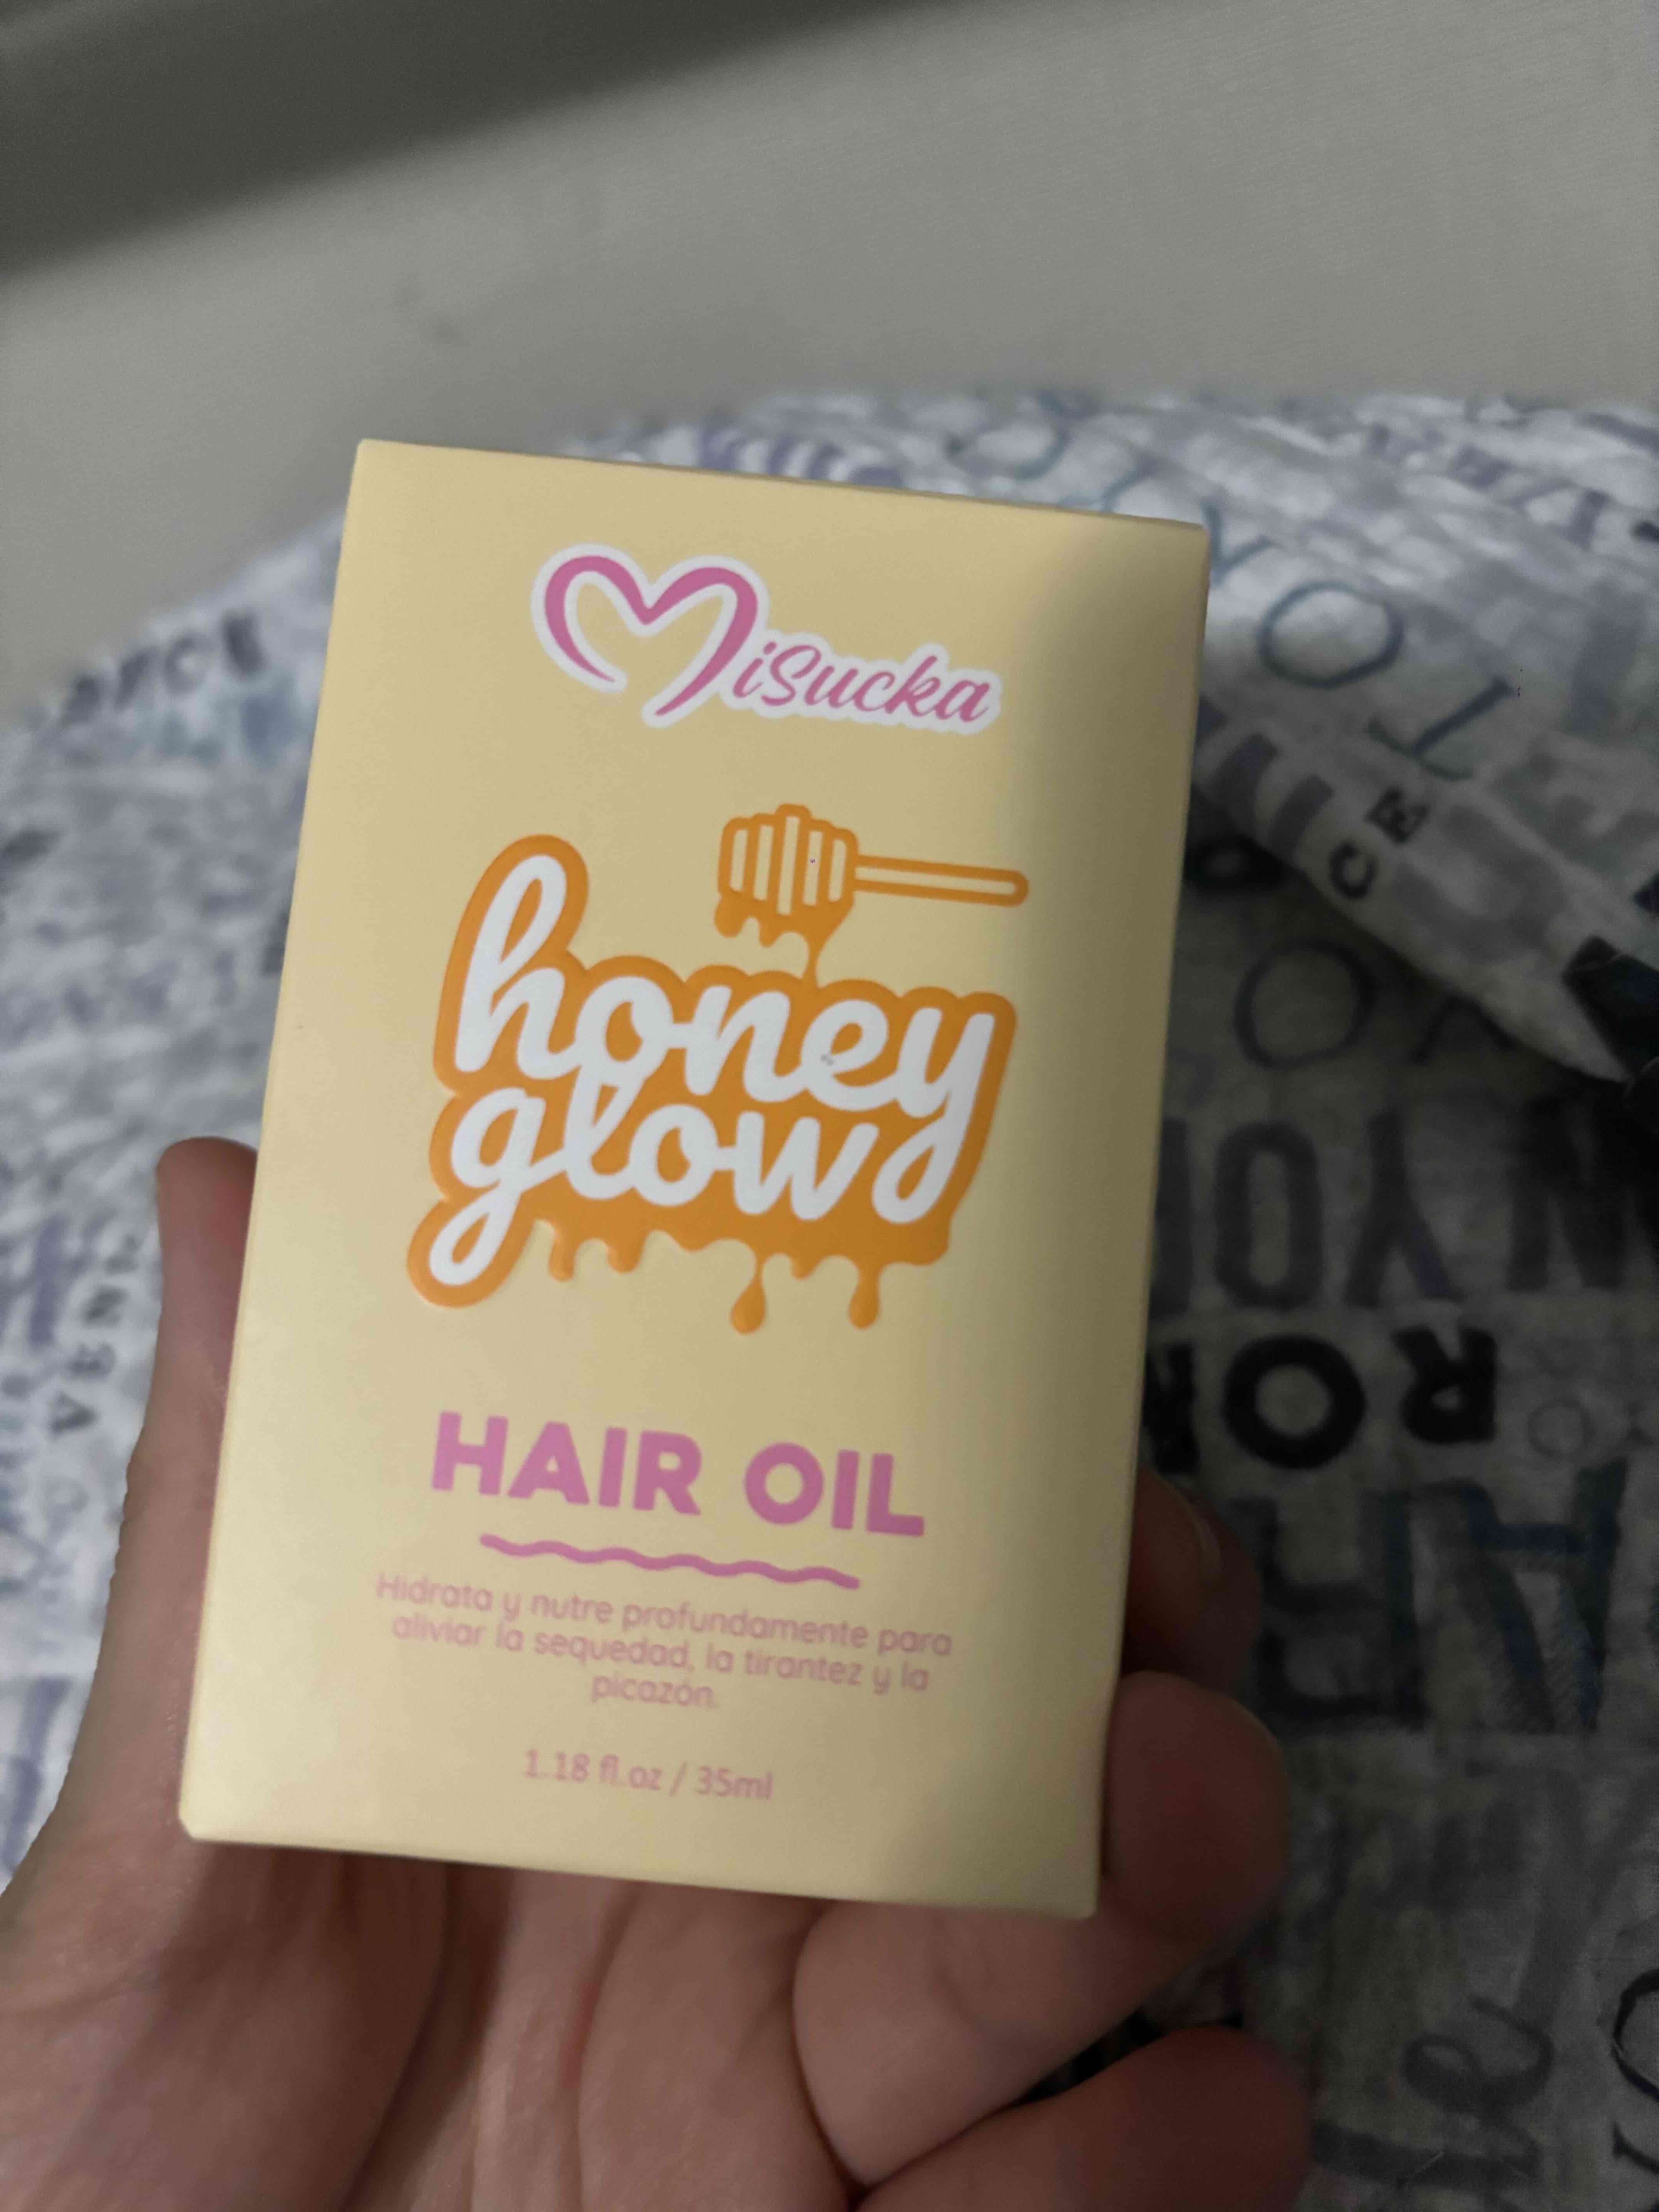 MiSucka
honey
glow
HAIR OIL
Hidrata y nutre profundamente para
aliviar la sequedad, la tirantez y la
picazón.
1.18 fl.oz / 35ml